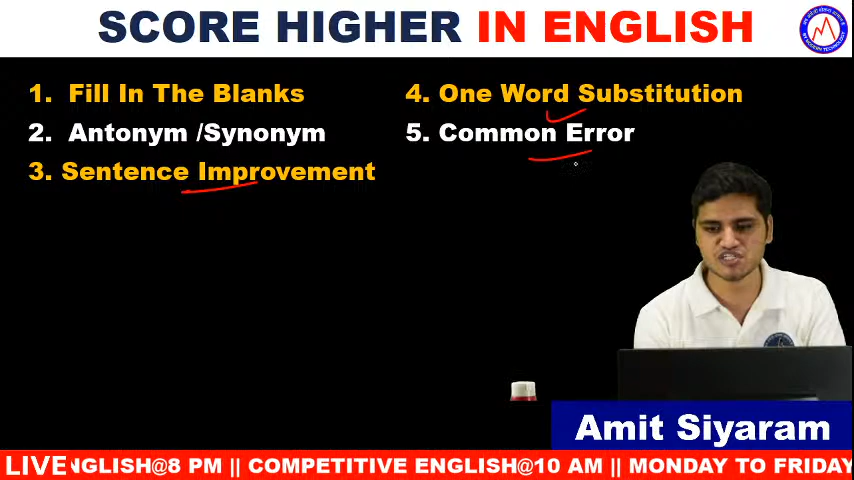 SCORE HIGHER IN ENGLISH
1. Fill In The Blanks
2. Antonym /Synonym
3. Sentence Improvement
4. One Word Substitution
5. Common Error
Amit Siyaram
LIVE NGLISH@8 PM || COMPETITIVE ENGLISH@10 AM || MONDAY TO FRIDAY